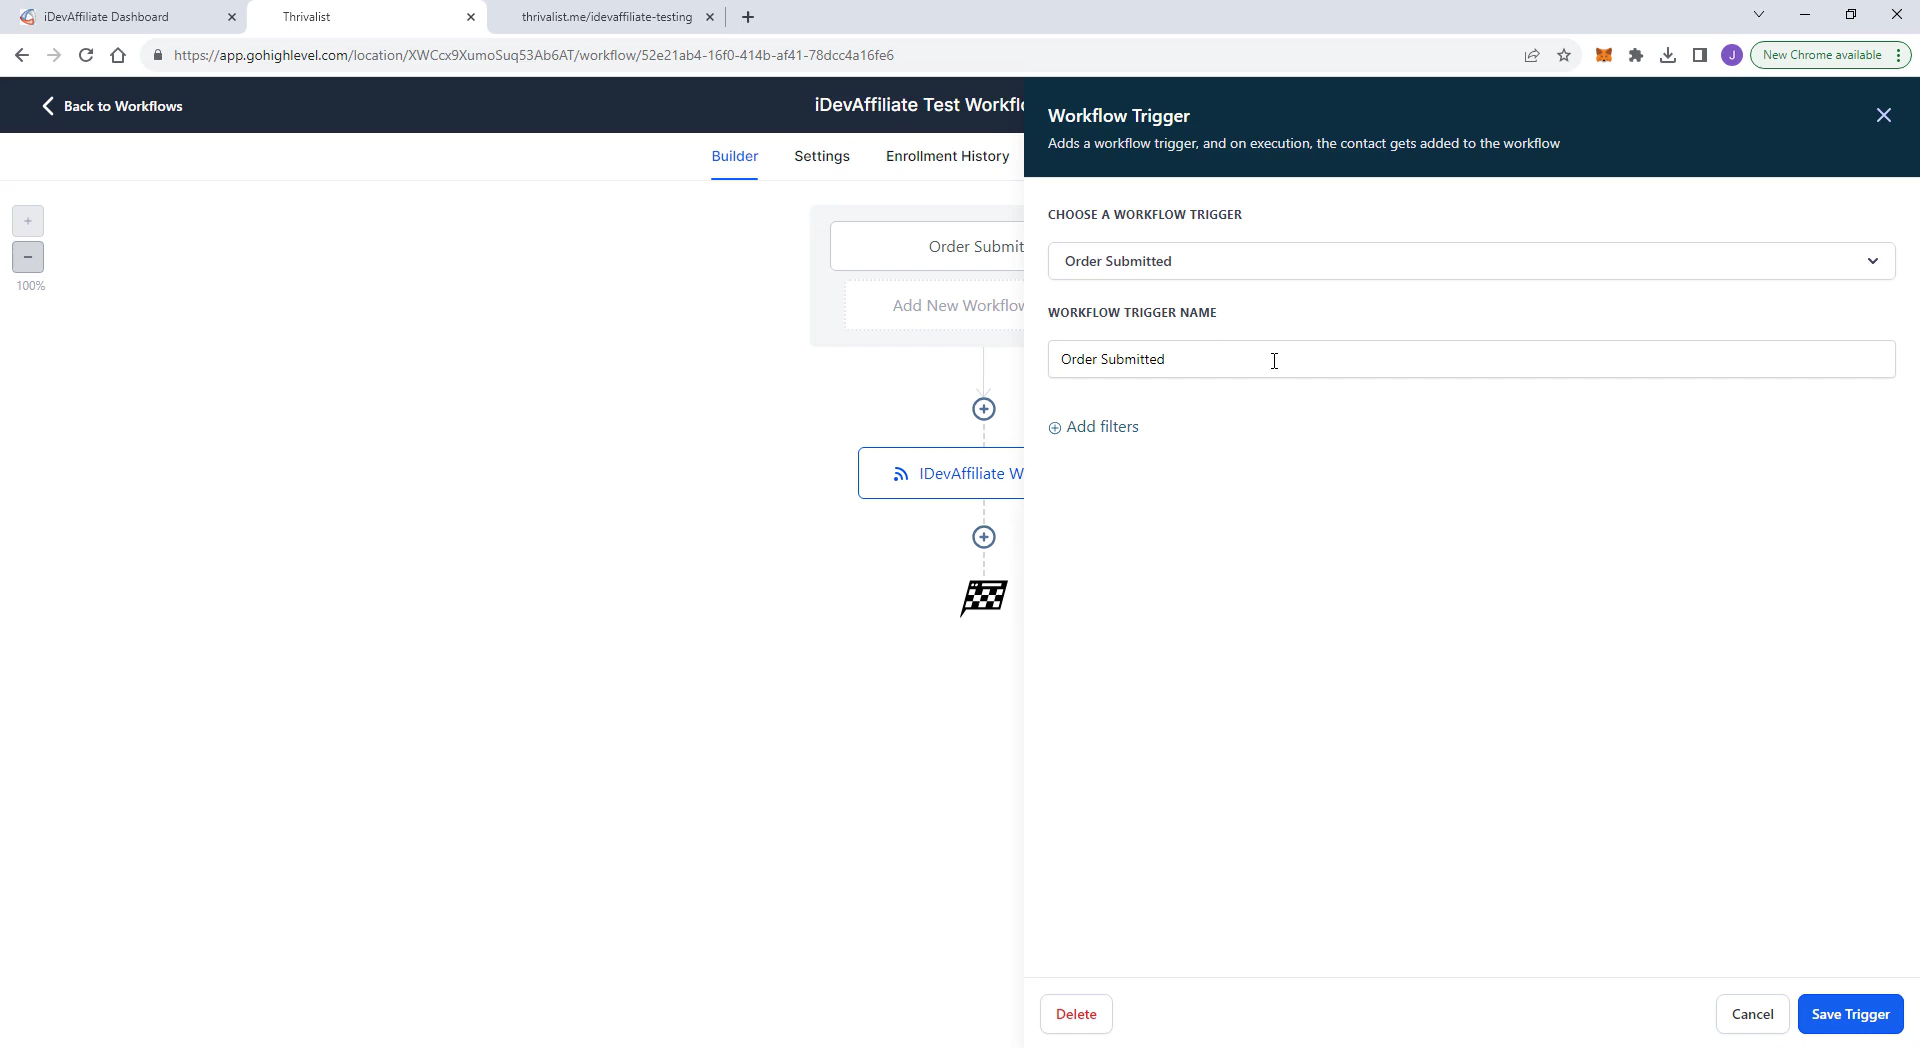 iDevAffiliate Dashboard
Thrivalist
thrivalist.me/idevaffiliate-testing
https://app.gohighlevel.com/location/XWCcx9XumoSuq53Ab6AT/workflow/52e21ab4-16f0-414b-af41-78dcc4a16fe6
J
New Chrome available
Back to Workflows
iDevAffiliate Test Workflo
Builder
Settings
Enrollment History
+
−
100%
Order Submit
Add New Workflow
IDevAffiliate W
Workflow Trigger
Adds a workflow trigger, and on execution, the contact gets added to the workflow
CHOOSE A WORKFLOW TRIGGER
Order Submitted
WORKFLOW TRIGGER NAME
Order Submitted
Add filters
Delete
Cancel
Save Trigger